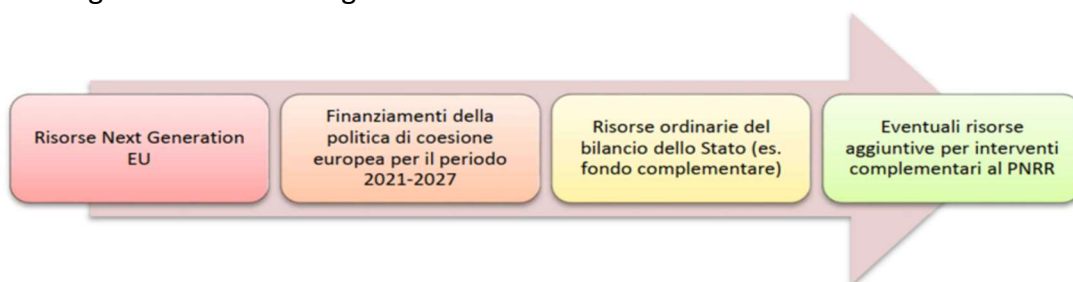 Risorse Next Generation
EU
Finanziamenti della
politica di coesione
europea per il periodo
2021-2027
Risorse ordinarie del
bilancio dello Stato (es.
fondo complementare)
Eventuali risorse
aggiuntive per interventi
complementari al PNRR